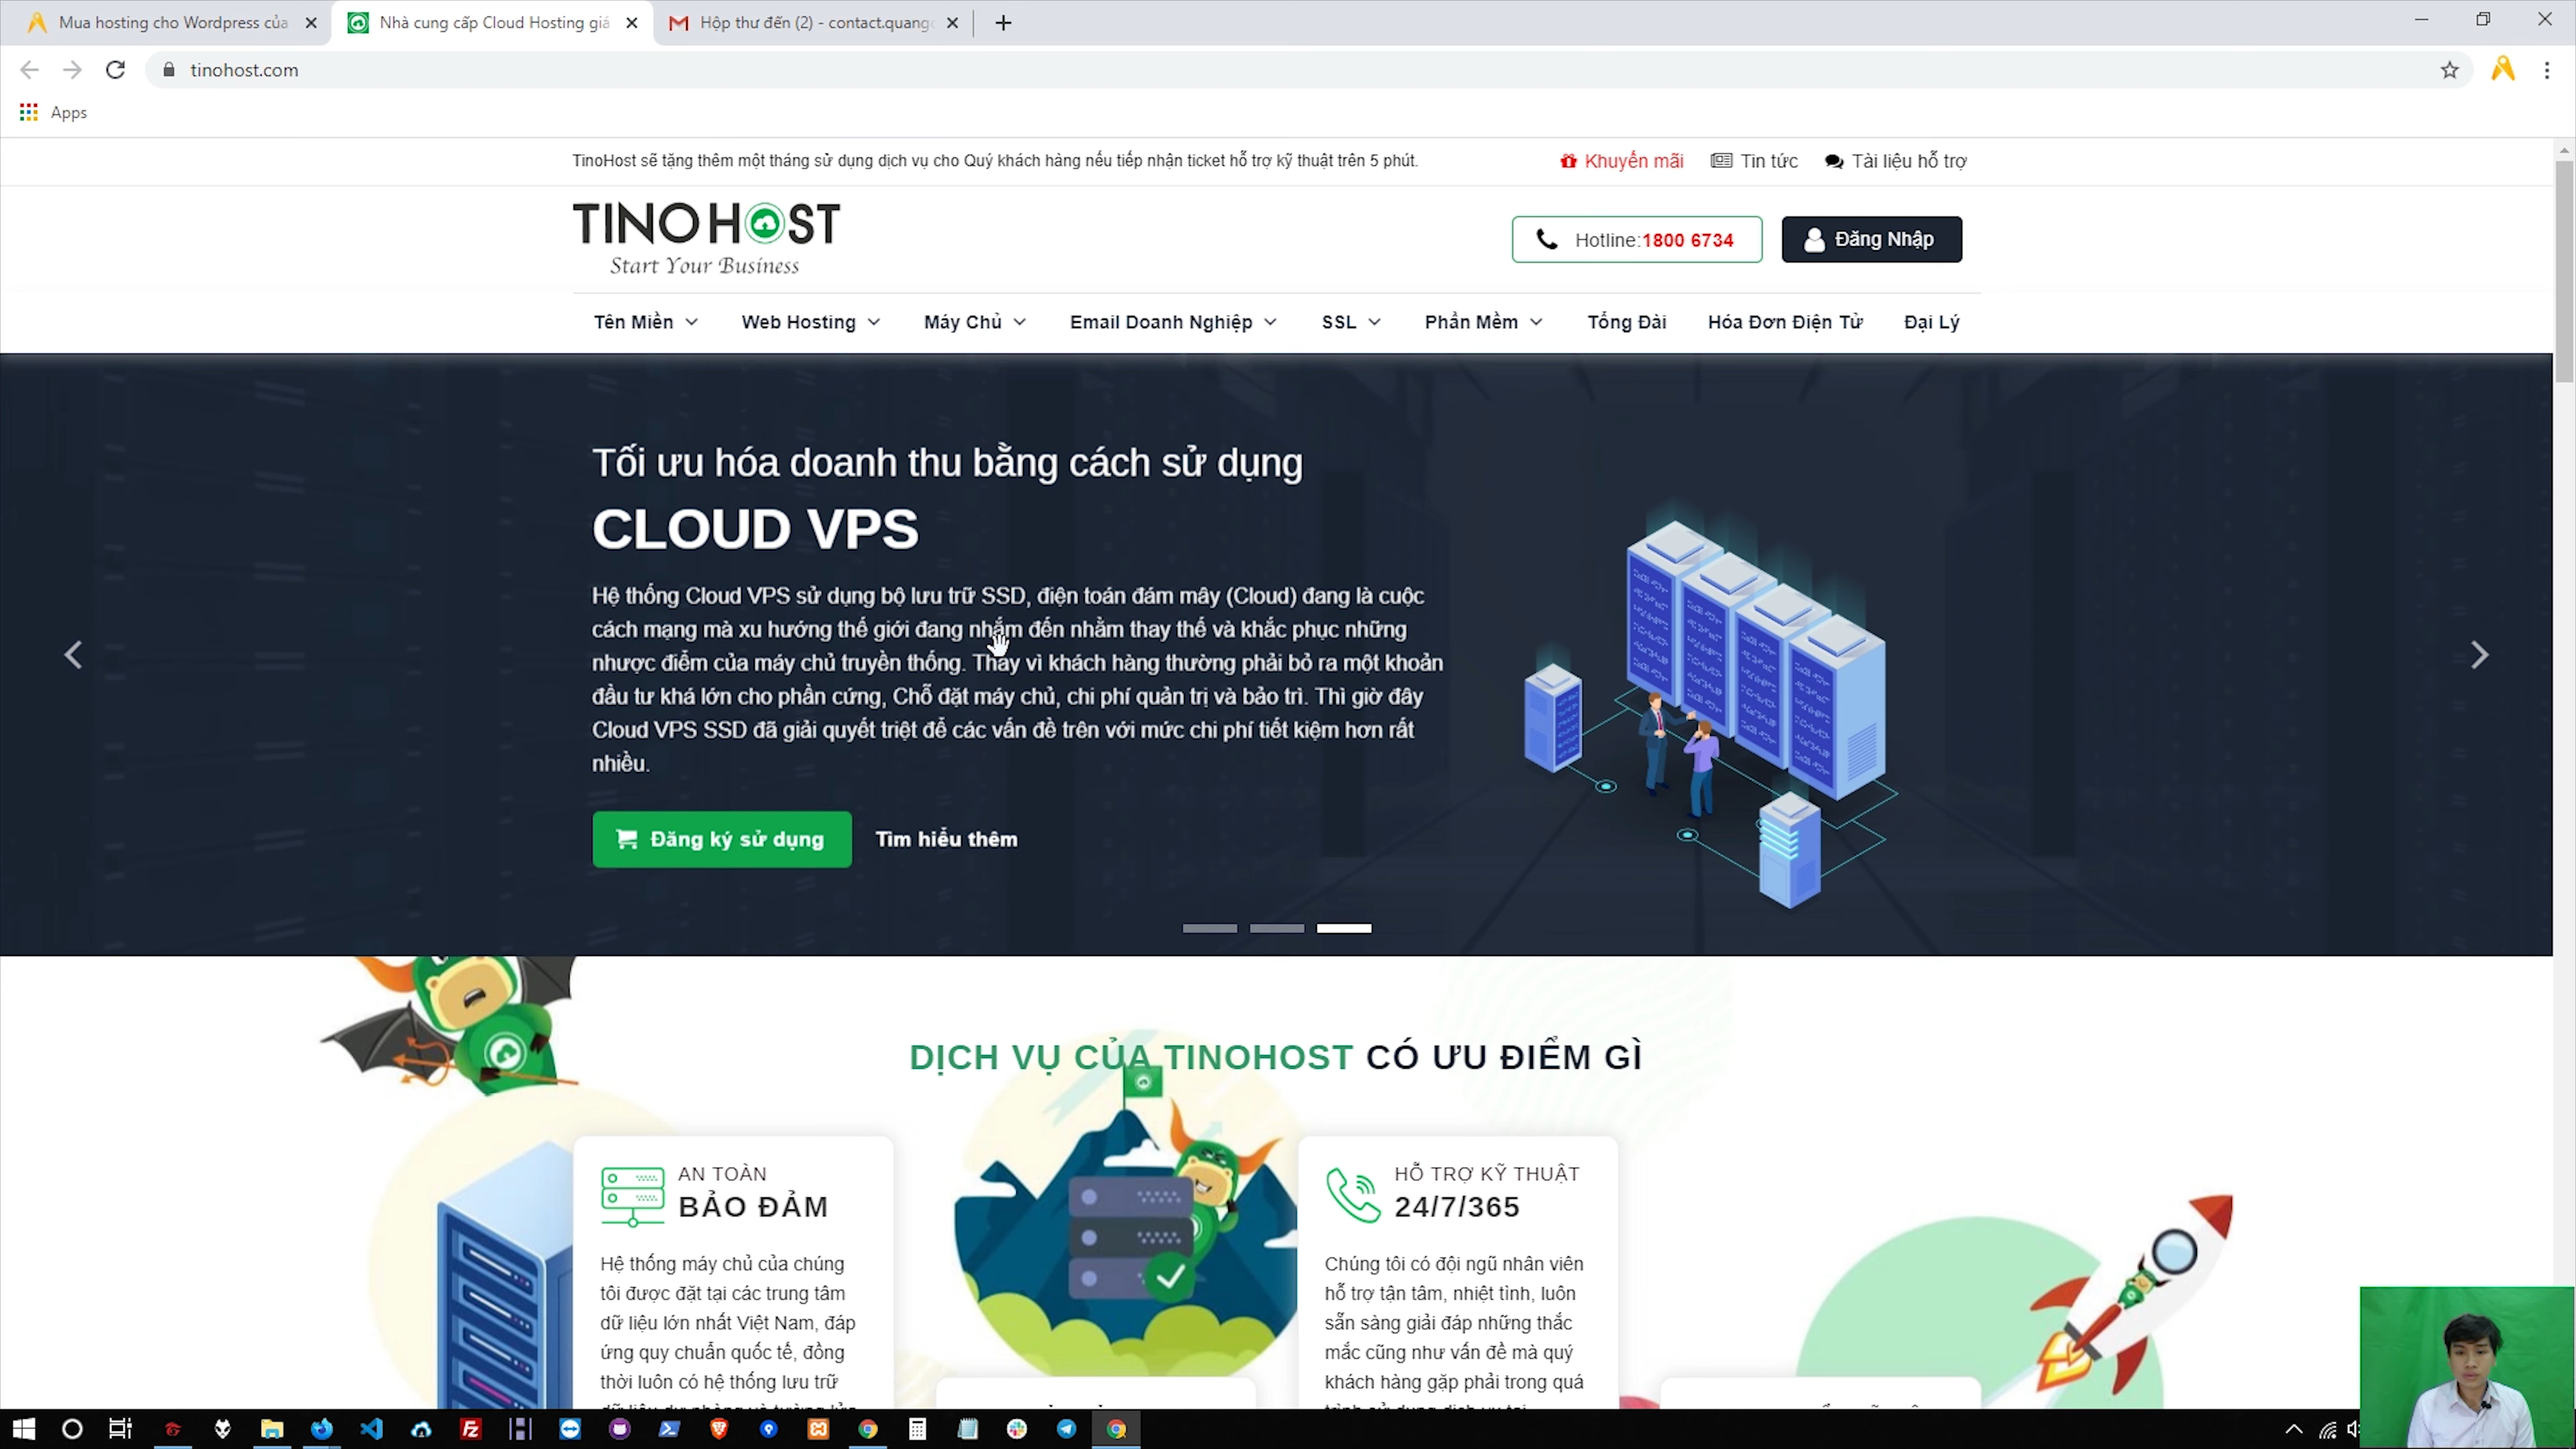 Mua hosting cho Wordpress của
Nhà cung cấp Cloud Hosting giá
Hộp thư đến (2) - contact.quang
tinohost.com
Apps
TinoHost sẽ tặng thêm một tháng sử dụng dịch vụ cho Quý khách hàng nếu tiếp nhận ticket hỗ trợ kỹ thuật trên 5 phút.
Khuyến mãi
Tin tức
Tài liệu hỗ trợ
TINOHOST
Start Your Business
Hotline:1800 6734
Đăng Nhập
Tên Miền
Web Hosting
Máy Chủ
Email Doanh Nghiệp
SSL
Phần Mềm
Tổng Đài
Hóa Đơn Điện Tử
Đại Lý
Tối ưu hóa doanh thu bằng cách sử dụng
CLOUD VPS
Hệ thống Cloud VPS sử dụng bộ lưu trữ SSD, điện toán đám mây (Cloud) đang là cuộc
cách mạng mà xu hướng thế giới đang nhắm đến nhằm thay thế và khắc phục những
nhược điểm của máy chủ truyền thống. Thay vì khách hàng thường phải bỏ ra một khoản
đầu tư khá lớn cho phần cứng, Chỗ đặt máy chủ, chi phí quản trị và bảo trì. Thì giờ đây
Cloud VPS SSD đã giải quyết triệt để các vấn đề trên với mức chi phí tiết kiệm hơn rất
nhiều.
Đăng ký sử dụng
Tìm hiểu thêm
DỊCH VỤ CỦA TINOHOST CÓ ƯU ĐIỂM GÌ
AN TOÀN
BẢO ĐẢM
Hệ thống máy chủ của chúng
tôi được đặt tại các trung tâm
dữ liệu lớn nhất Việt Nam, đáp
ứng quy chuẩn quốc tế, đồng
thời luôn có hệ thống lưu trữ
HỖ TRỢ KỸ THUẬT
24/7/365
Chúng tôi có đội ngũ nhân viên
hỗ trợ tận tâm, nhiệt tình, luôn
sẵn sàng giải đáp những thắc
mắc cũng như vấn đề mà quý
khách hàng gặp phải trong quá